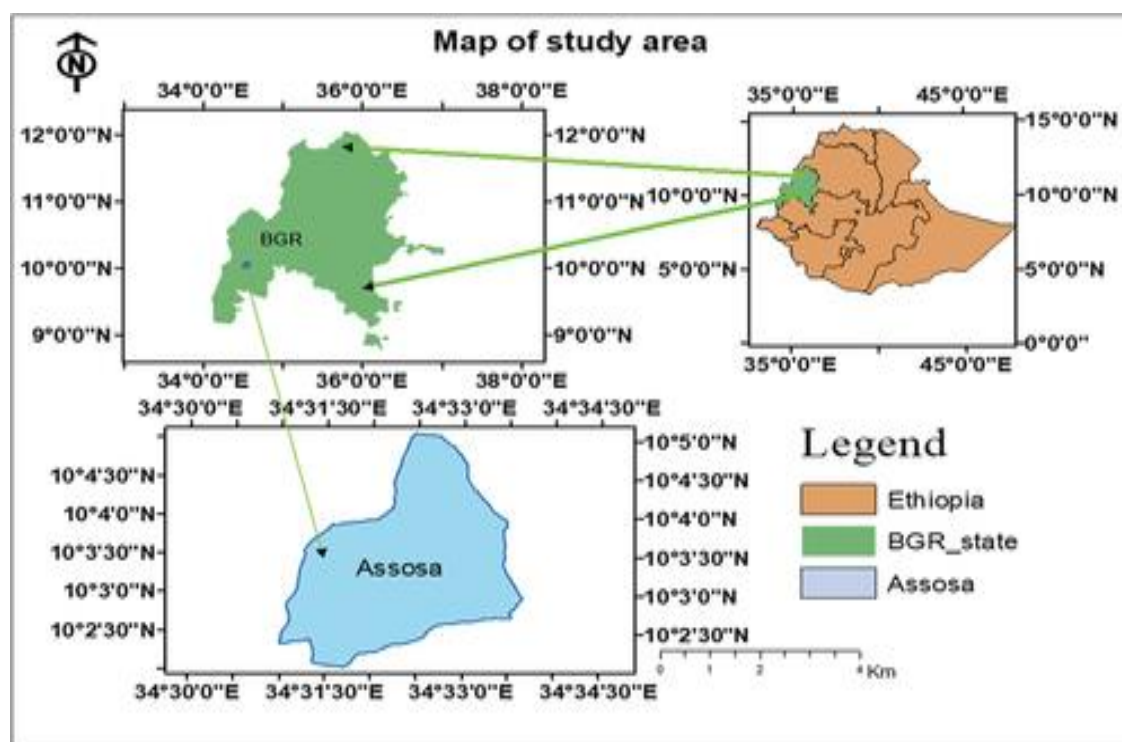 Map of study area
N
34°0'0"E 36°0'0"E 38°0'0"E
12°0'0"N 12°0'0"N
11°0'0"N 11°0'0"N
BGR
10°0'0"N 10°0'0"N
9°0'0"N 9°0'0"N
34°0'0"E 36°0'0"E 38°0'0"E
35°0'0"E 45°0'0"E
15°0'0"N
10°0'0"N 10°0'0"N
5°0'0"N 5°0'0"N
0°0'0"
35°0'0"E 45°0'0"E
34°30'0"E 34°31'30"E 34°33'0"E 34°34'30"E
10°5'0"N
10°4'30"N 10°4'30"N
10°4'0"N 10°4'0"N
10°3'30"N 10°3'30"N
Assosa
10°3'0"N 10°3'0"N
10°2'30"N 10°2'30"N
34°30'0"E 34°31'30"E 34°33'0"E 34°34'30"E
Legend
Ethiopia
BGR_state
Assosa
0 1 2 4
Km